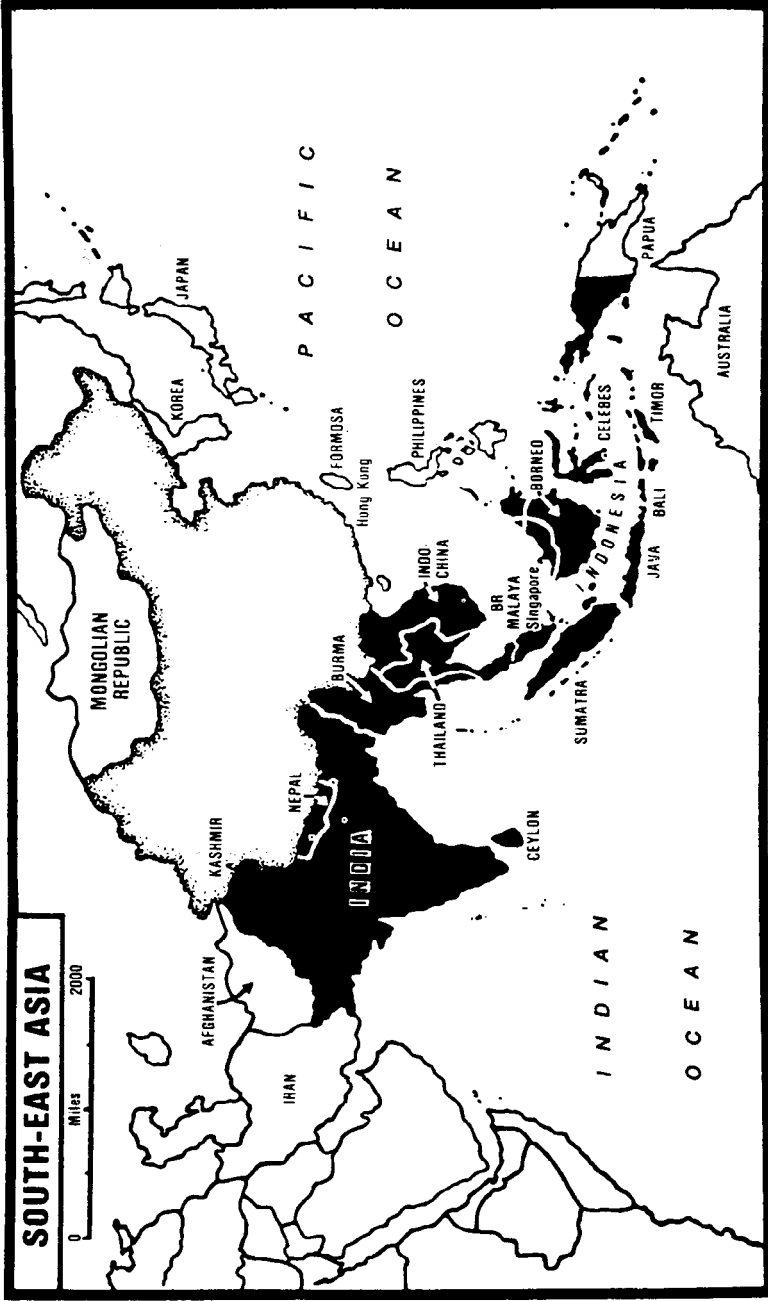 SOUTH-EAST ASIA
0 Miles 2000
MONGOLIAN
REPUBLIC
KOREA
JAPAN
PACIFIC
OCEAN
AFGHANISTAN
KASHMIR
IRAN
NEPAL
INDIA
BURMA
FORMOSA
Hong Kong
PHILIPPINES
INDO
CHINA
THAILAND
CEYLON
BR
MALAYA
Singapore
BORNEO
CELEBES
INDONESIA
SUMATRA
JAVA
BALI
TIMOR
PAPUA
AUSTRALIA
INDIAN
OCEAN